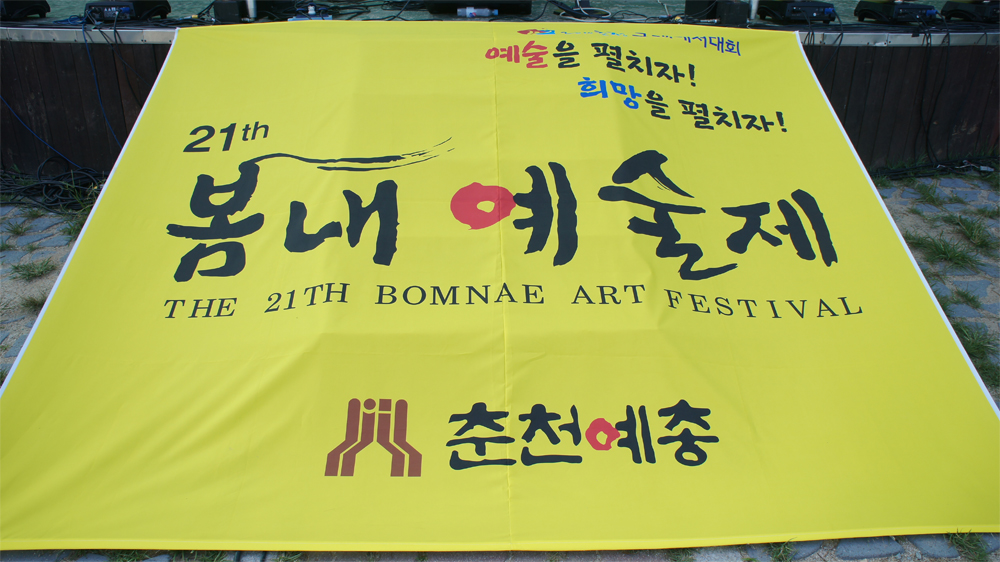 예술을 펼치자!
희망을 펼치자!
21th
봄내 예술제
THE 21TH BOMNAE ART FESTIVAL
춘천예총